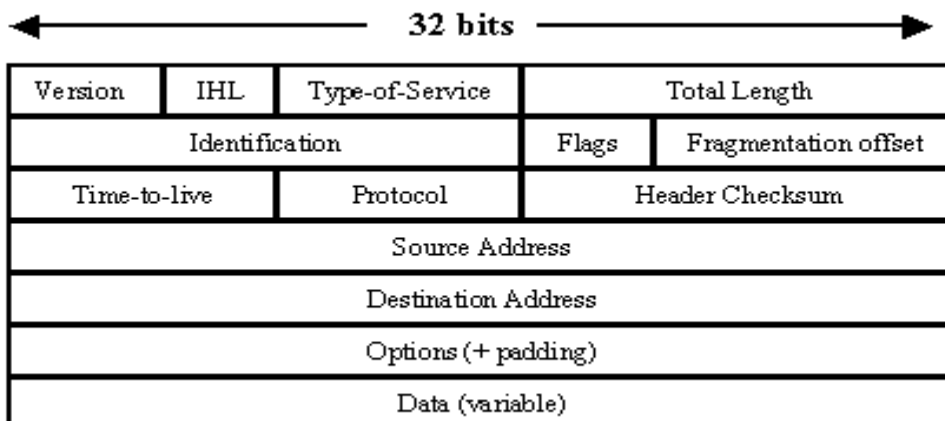 32 bits
Version IHL Type-of-Service Total Length
Identification Flags Fragmentation offset
Time-to-live Protocol Header Checksum
Source Address
Destination Address
Options (+ padding)
Data (variable)